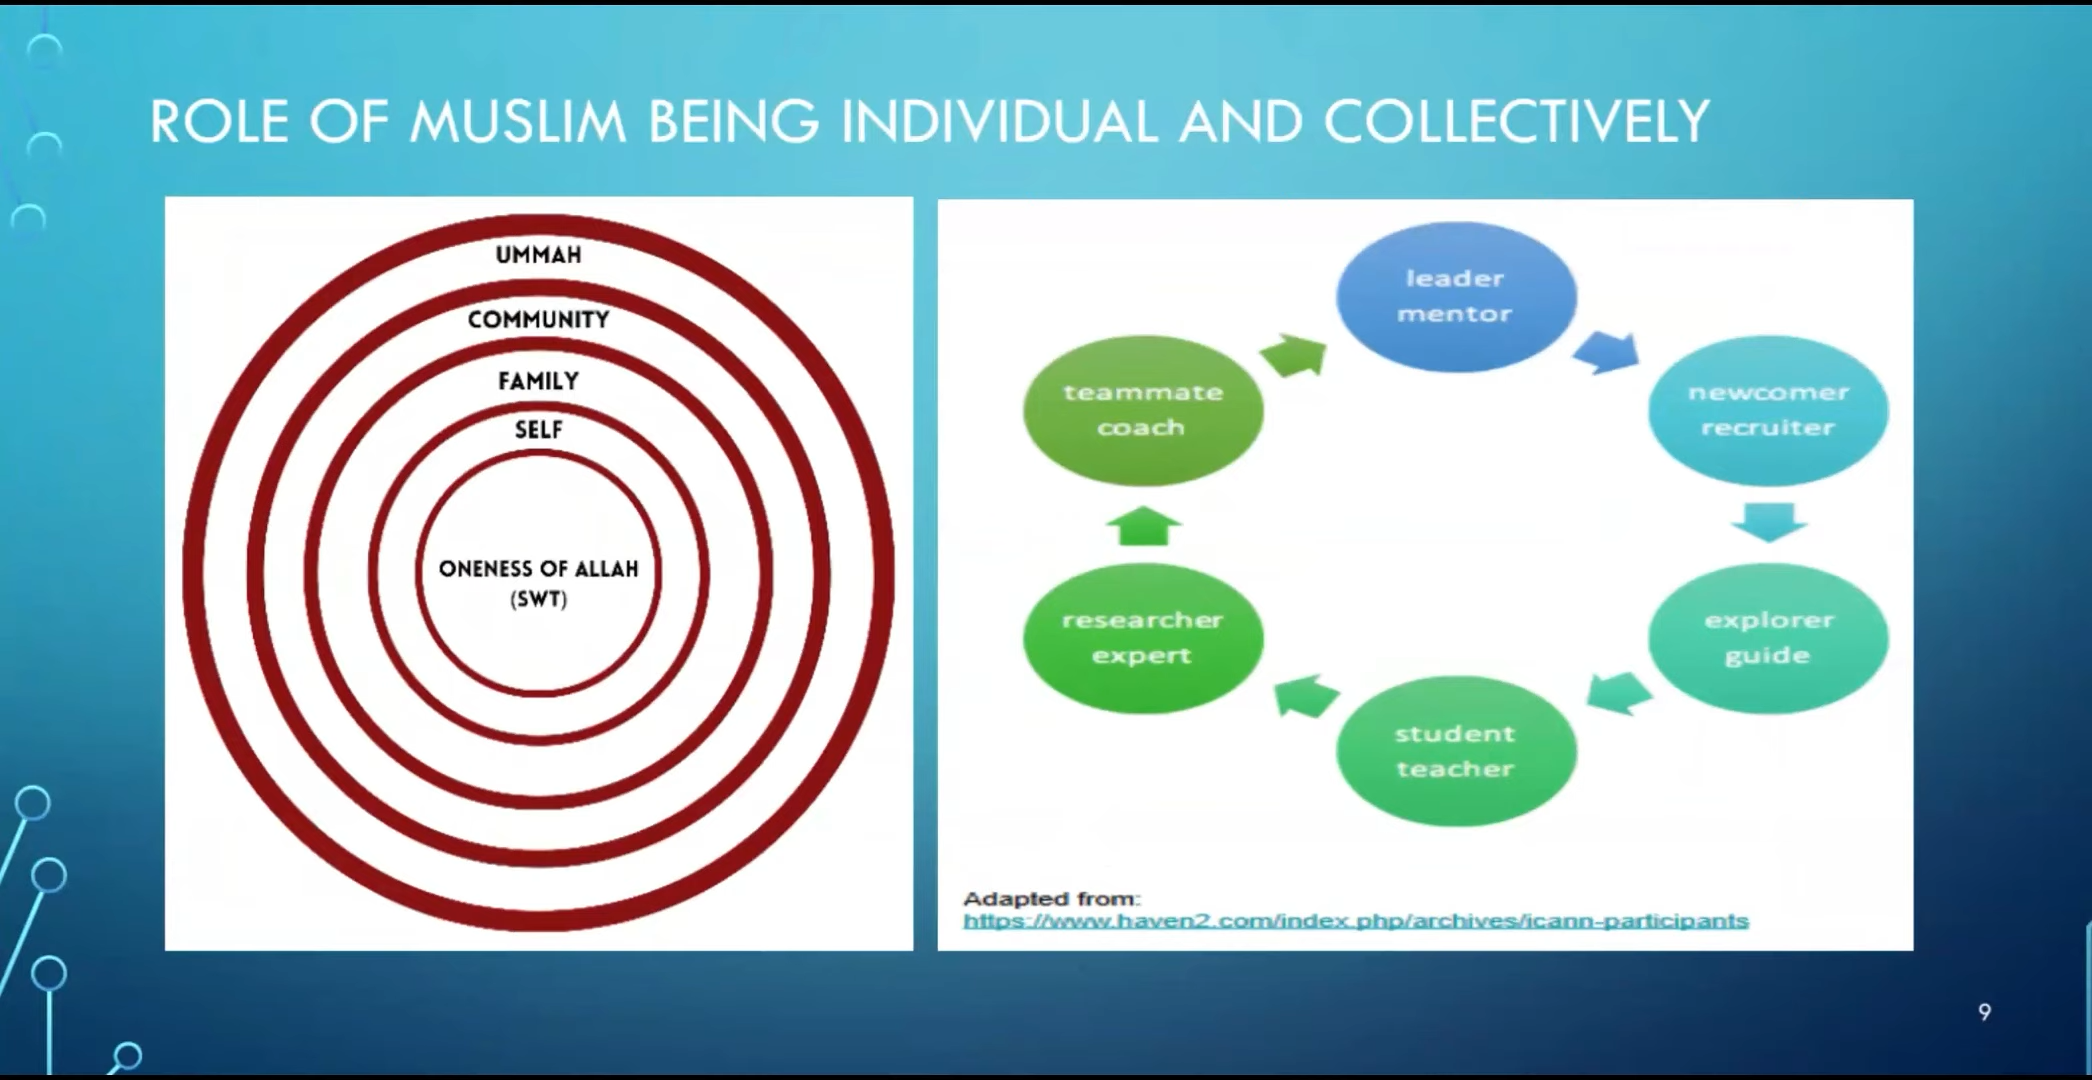 ROLE OF MUSLIM BEING INDIVIDUAL AND COLLECTIVELY
UMMAH
COMMUNITY
FAMILY
SELF
ONENESS OF ALLAH
(SWT)
leader
mentor
newcomer
recruiter
explorer
guide
student
teacher
researcher
expert
teammate
coach
Adapted from:
https://www.haven2.com/index.php/archives/icann-participants
9